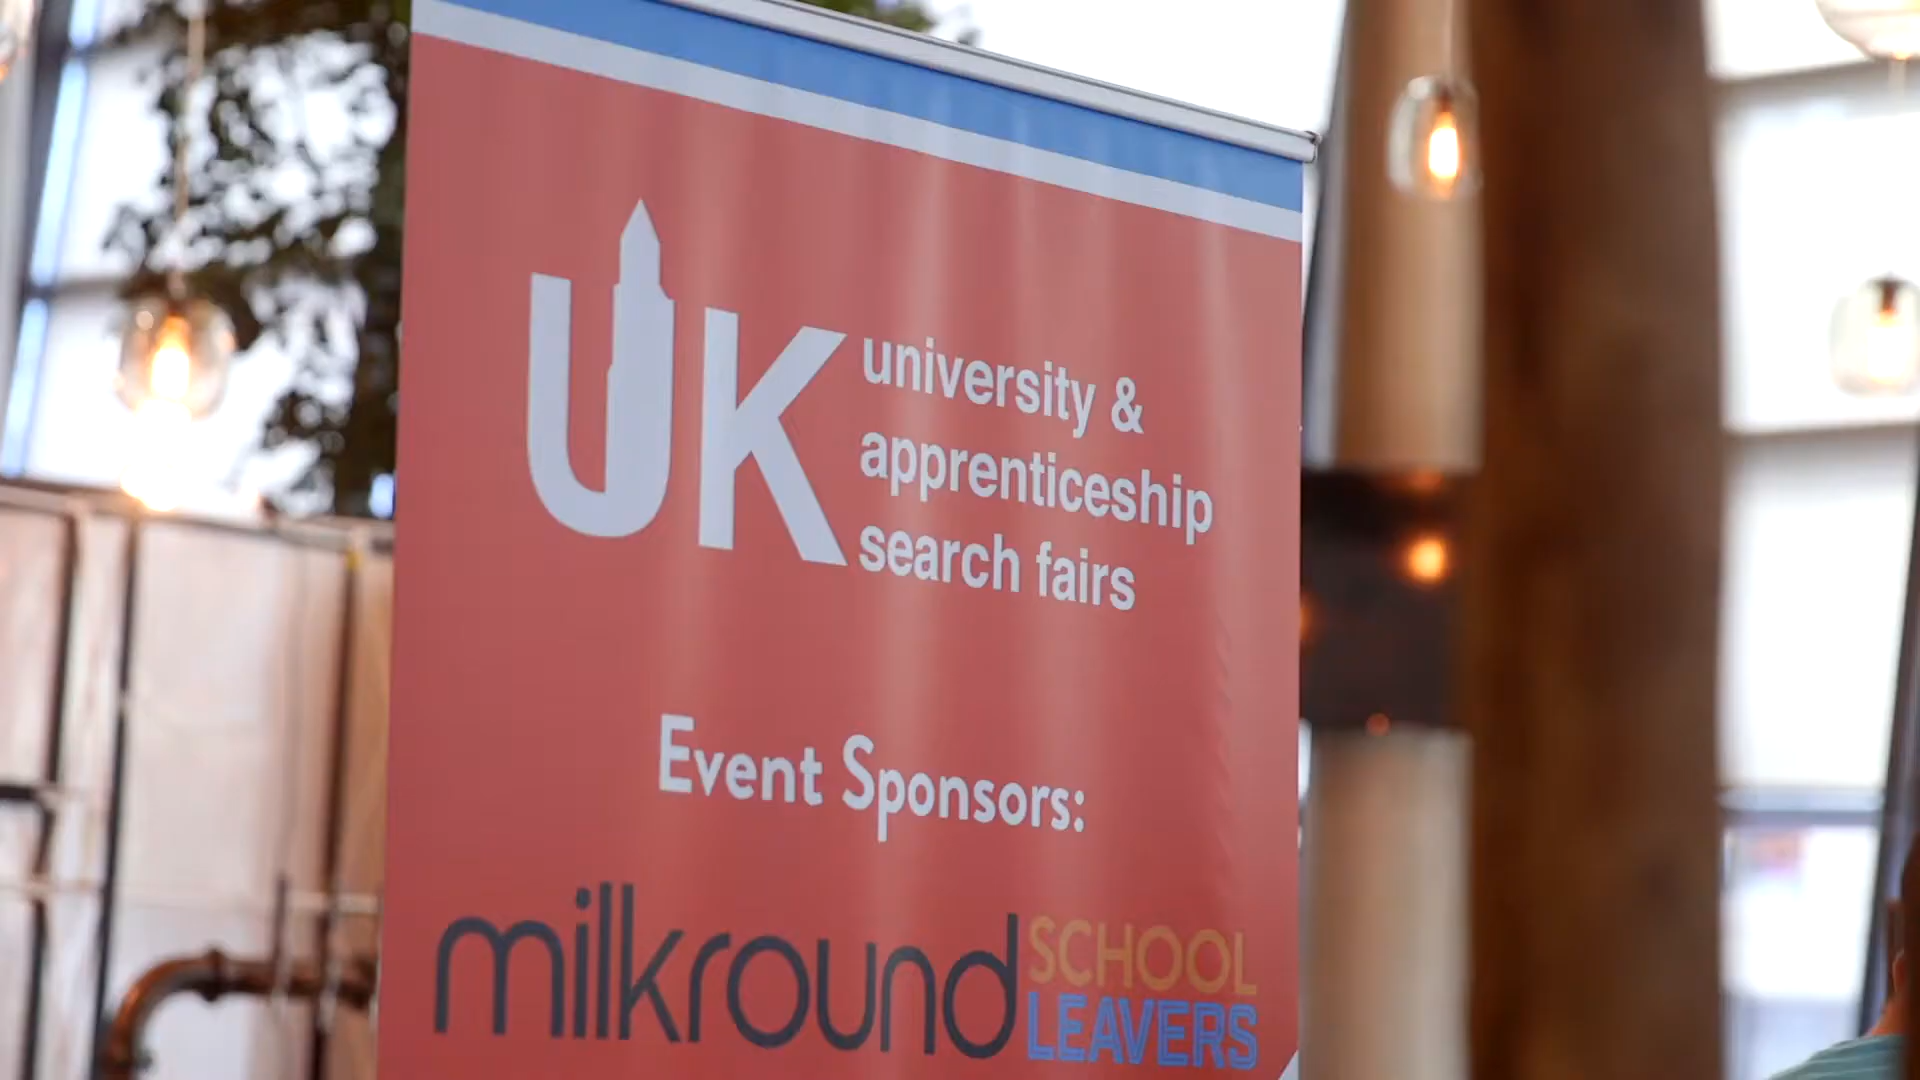 UK
university &
apprenticeship
search fairs
Event Sponsors:
milkround
SCHOOL
LEAVERS